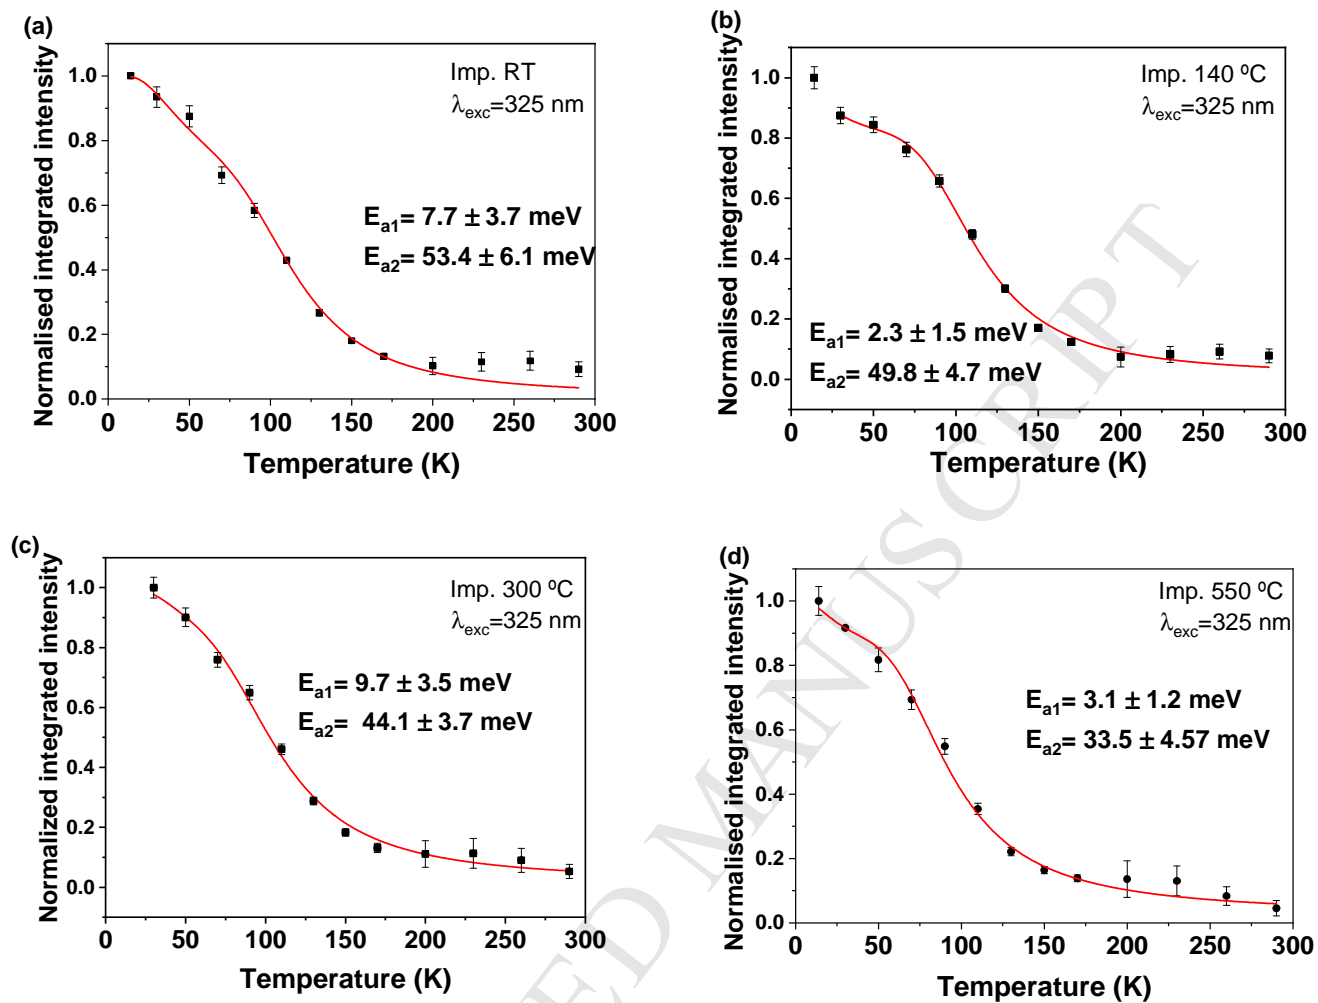 (a)
Normalised integrated intensity
1.0
0.8
0.6
0.4
0.2
0.0
Imp. RT
λexc=325 nm
Ea1= 7.7 ± 3.7 meV
Ea2= 53.4 ± 6.1 meV
0 50 100 150 200 250 300
Temperature (K)
(b)
Normalised integrated intensity
1.0
0.8
0.6
0.4
0.2
0.0
Imp. 140 ºC
λexc=325 nm
Ea1= 2.3 ± 1.5 meV
Ea2= 49.8 ± 4.7 meV
0 50 100 150 200 250 300
Temperature (K)
(c)
Normalized integrated intensity
1.0
0.8
0.6
0.4
0.2
0.0
Imp. 300 ºC
λexc=325 nm
Ea1= 9.7 ± 3.5 meV
Ea2= 44.1 ± 3.7 meV
0 50 100 150 200 250 300
Temperature (K)
(d)
Normalised integrated intensity
1.0
0.8
0.6
0.4
0.2
0.0
Imp. 550 ºC
λexc=325 nm
Ea1= 3.1 ± 1.2 meV
Ea2= 33.5 ± 4.57 meV
0 50 100 150 200 250 300
Temperature (K)
ED MANUSCRIPT